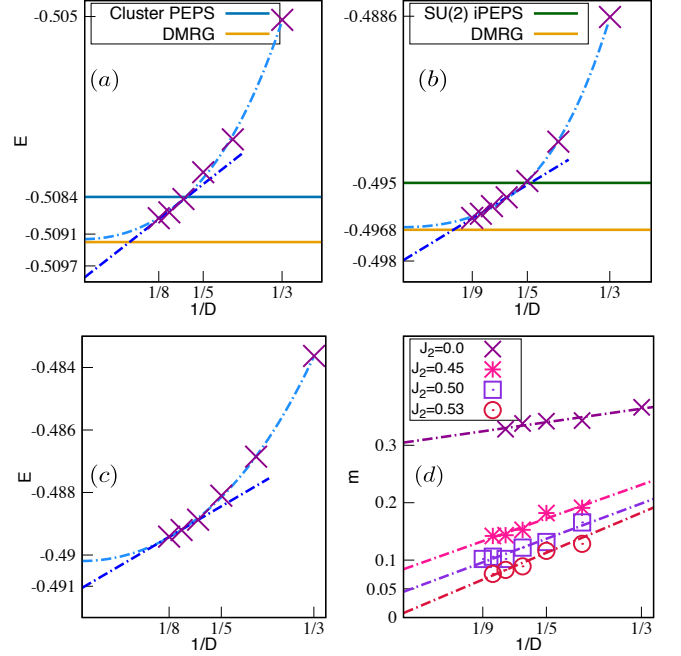 -0.505
Cluster PEPS
DMRG
(a)
E
-0.5084
-0.5091
-0.5097
1/8
1/5
1/3
1/D
-0.4886
SU(2) iPEPS
DMRG
(b)
-0.495
-0.4968
-0.498
1/9
1/5
1/3
1/D
-0.484
-0.486
E
-0.488
(c)
-0.49
-0.491
1/8
1/5
1/3
1/D
J2=0.0
J2=0.45
J2=0.50
J2=0.53
0.3
m
(d)
0.2
0.1
0.05
0
1/9
1/5
1/3
1/D